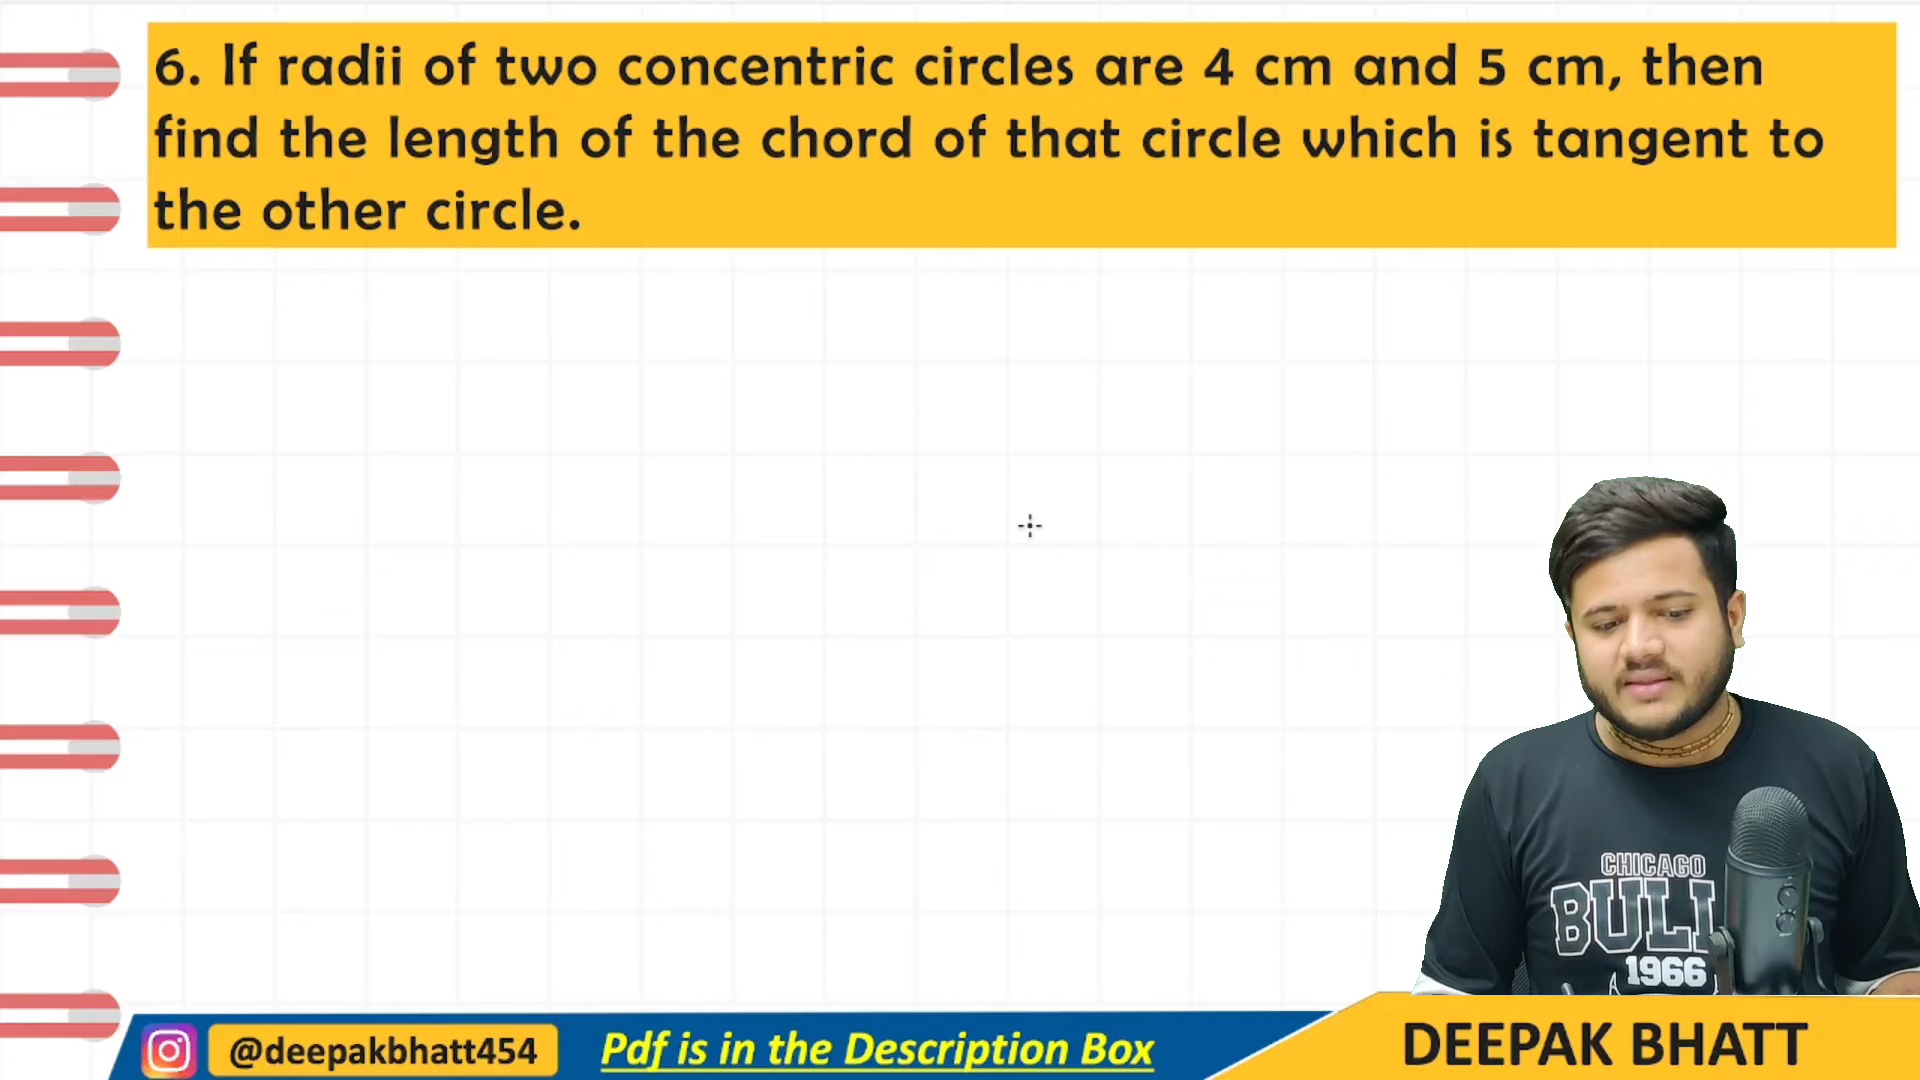 6. If radii of two concentric circles are 4 cm and 5 cm, then
find the length of the chord of that circle which is tangent to
the other circle.
CHICAGO
BULL
1966
@deepakbhatt454
Pdf is in the Description Box
DEEPAK BHATT